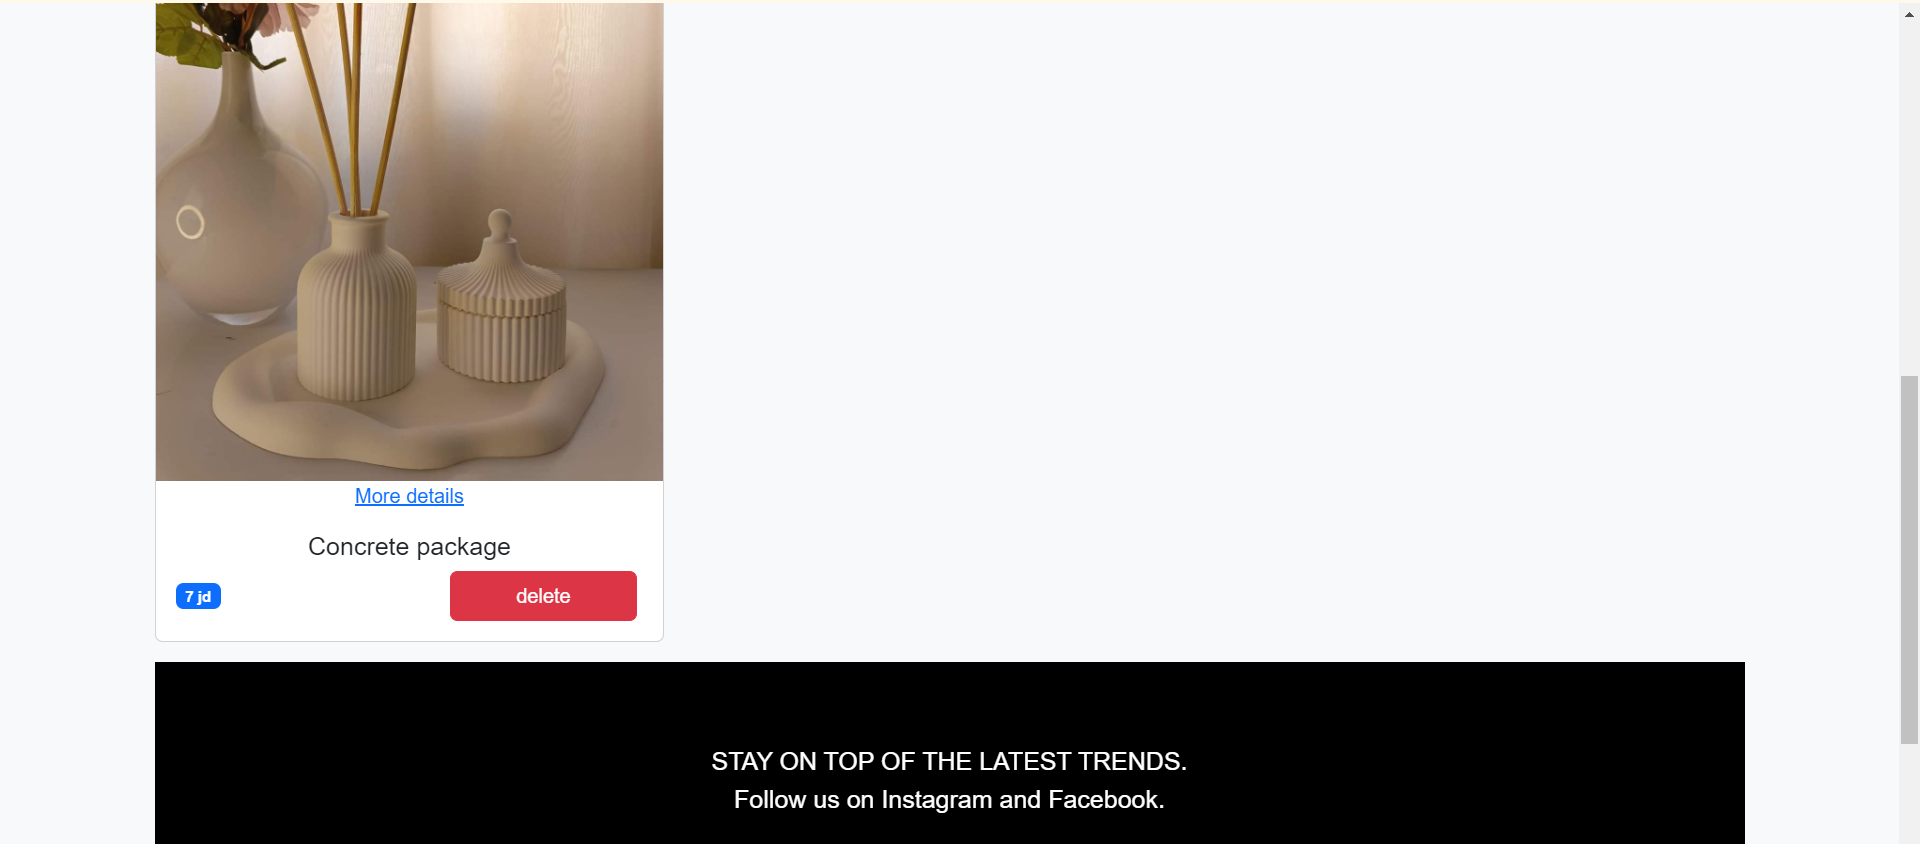 More details
Concrete package
7 jd
delete
STAY ON TOP OF THE LATEST TRENDS.
Follow us on Instagram and Facebook.